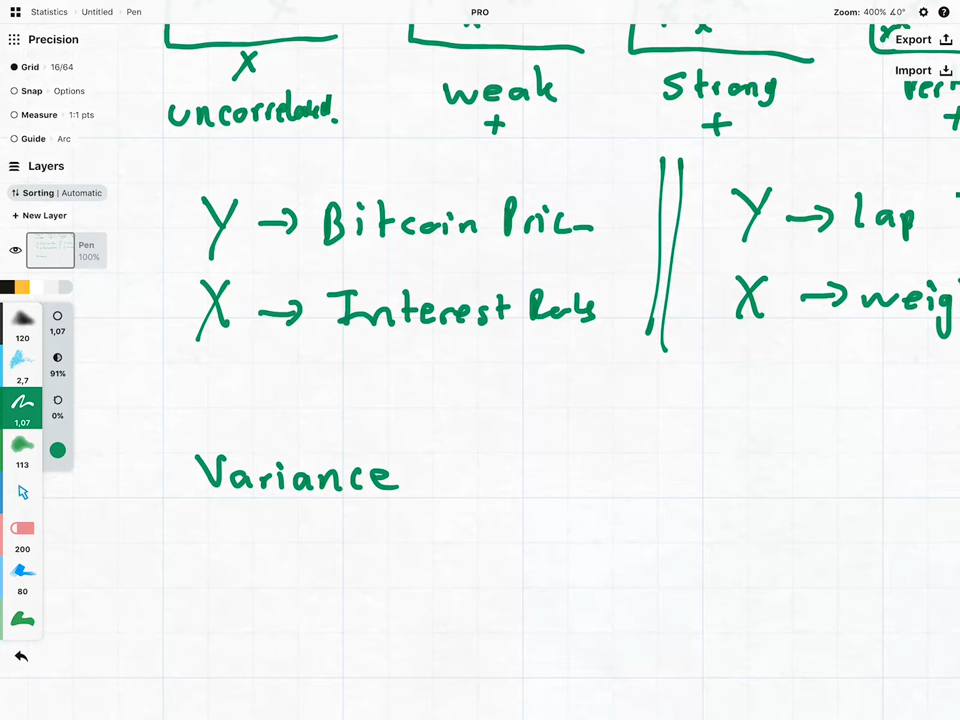 Statistics › Untitled › Pen
PRO
Zoom: 400% ∠0°
Precision
Export
Grid › 16/64
Import
Snap › Options
Measure › 1:1 pts
Guide › Arc
Layers
Sorting | Automatic
+ New Layer
Pen
100%
120
2,7
1,07
113
200
80
1,07
91%
0%
X
uncorrelated.
weak
+
Strong
+
+
Y → Bitcoin Pric
X → Interest Rates
Y → lap
X → weig
Variance